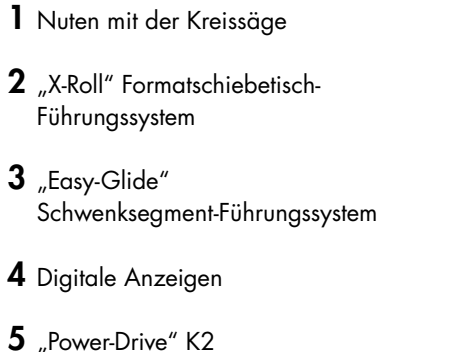 1 Nuten mit der Kreissäge
2 „X-Roll“ Formatschiebetisch-
Führungssystem
3 „Easy-Glide“
Schwenksegment-Führungssystem
4 Digitale Anzeigen
5 „Power-Drive“ K2